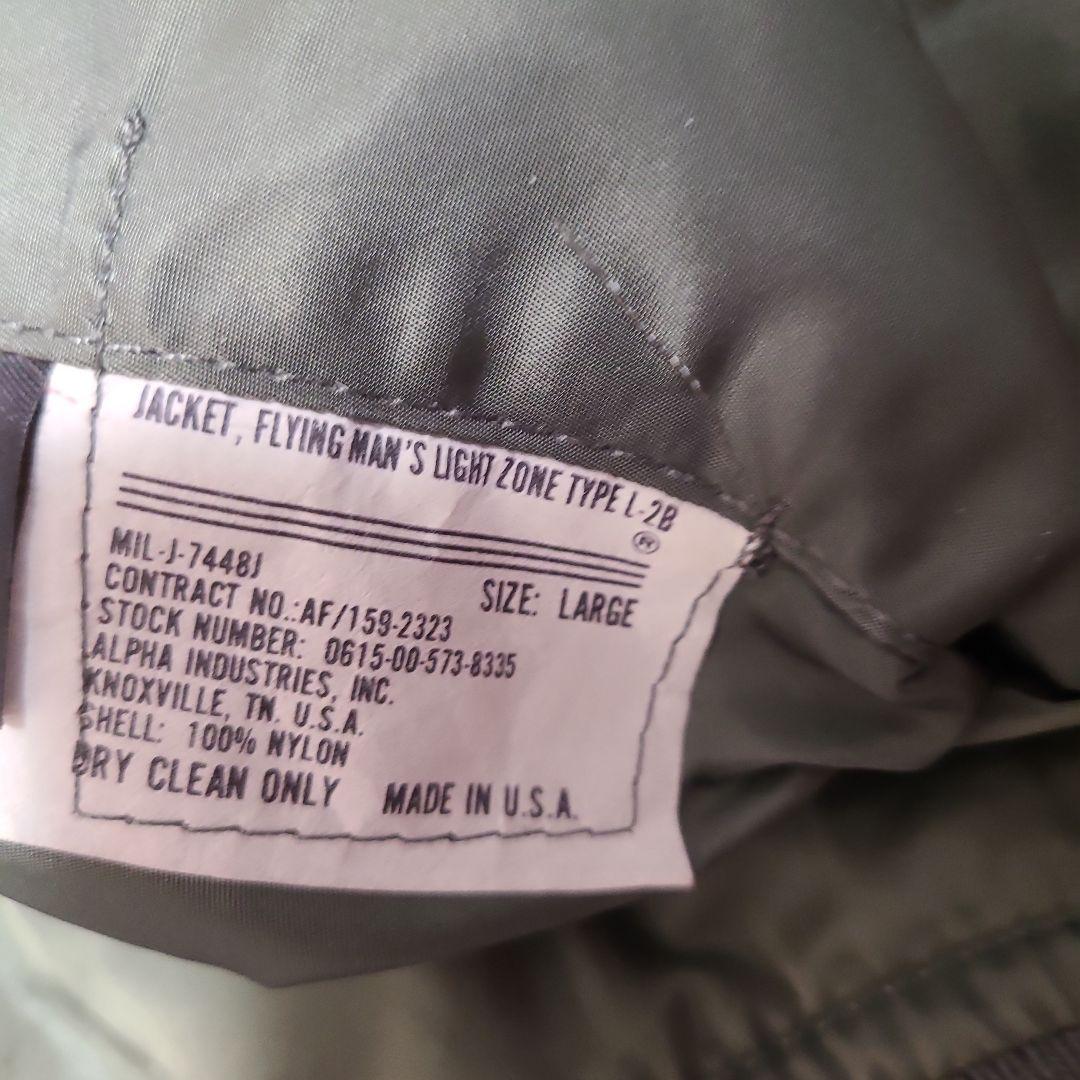 JACKET, FLYING MAN'S LIGHT ZONE TYPE L-2B
®
MIL-J-7448J
SIZE: LARGE
CONTRACT NO.:AF/159-2323
STOCK NUMBER: 0615-00-573-8335
ALPHA INDUSTRIES, INC.
KNOXVILLE, TN. U.S.A.
SHELL: 100% NYLON
DRY CLEAN ONLY MADE IN U.S.A.